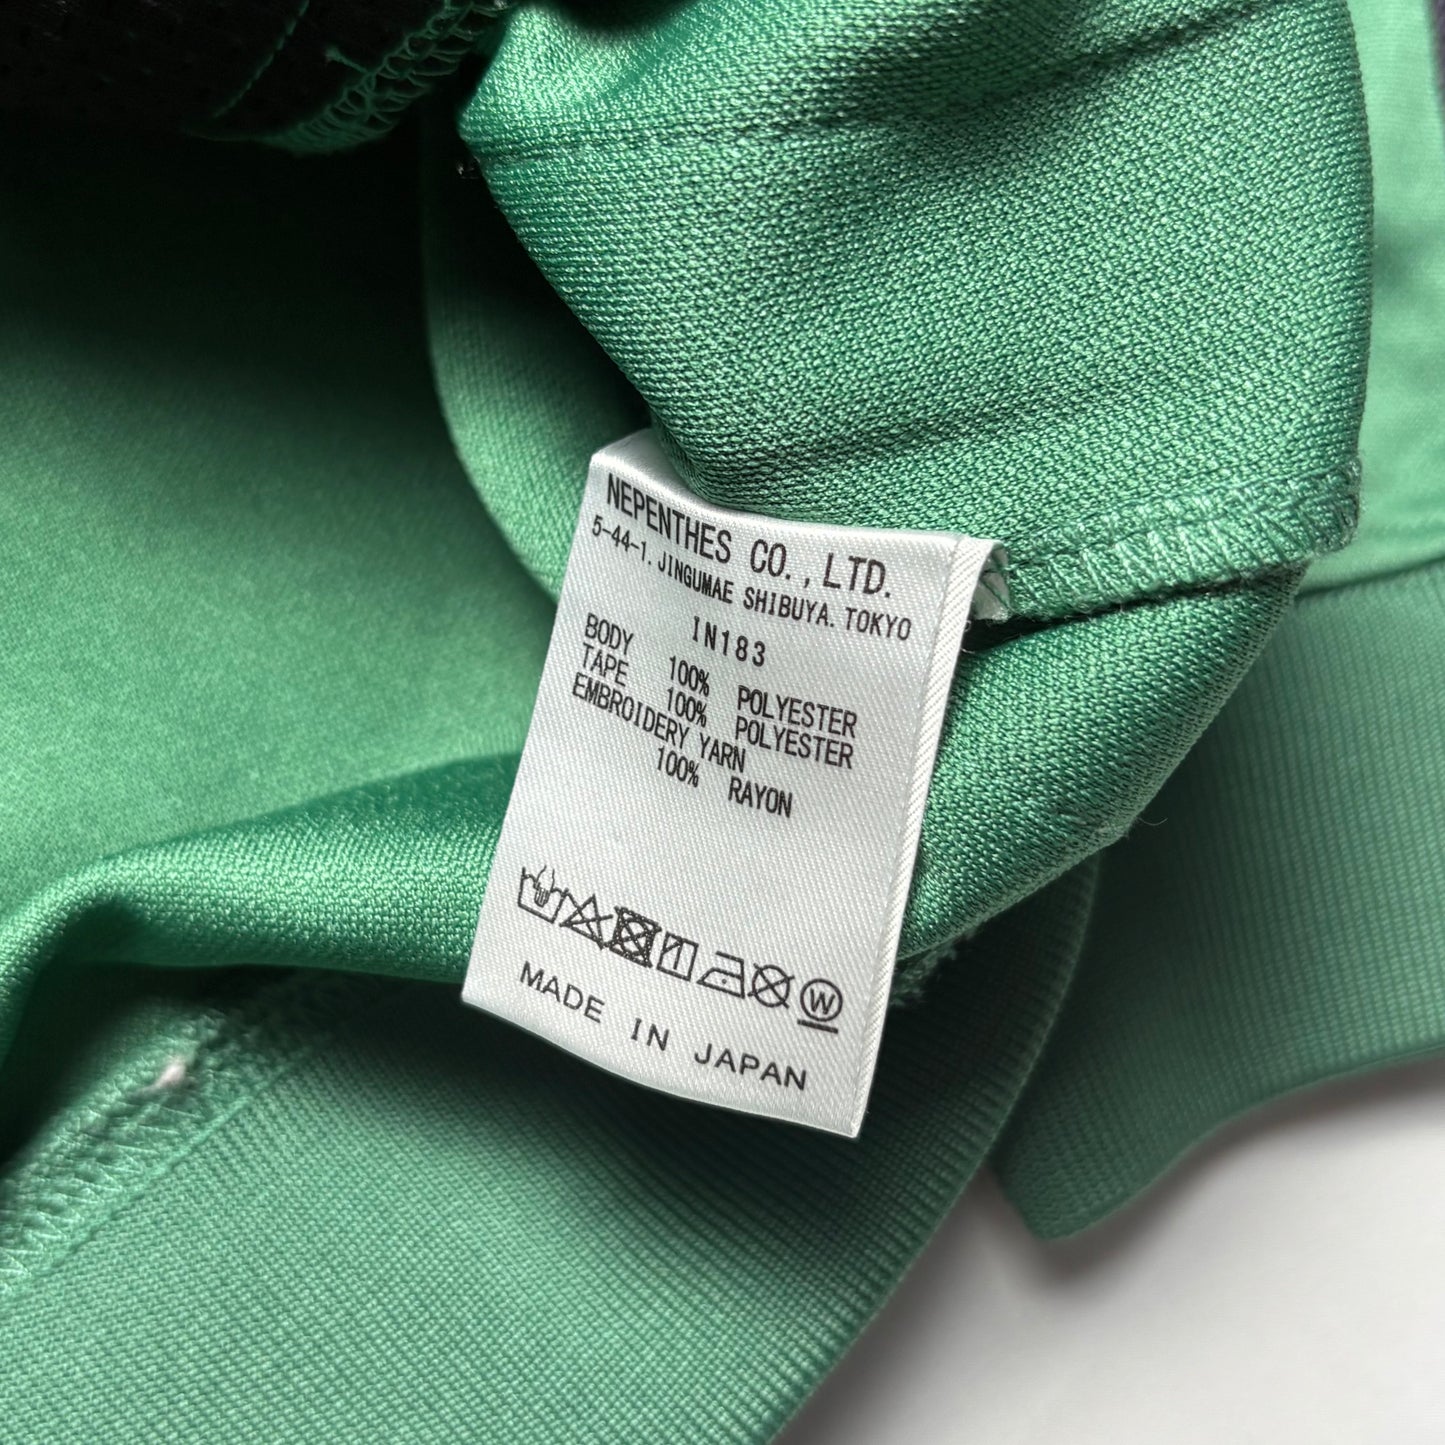 NEPENTHES CO., LTD.
5-44-1. JINGUMAE SHIBUYA. TOKYO
IN183
BODY 100% POLYESTER
TAPE 100% POLYESTER
EMBROIDERY YARN
100% RAYON
W
MADE IN JAPAN